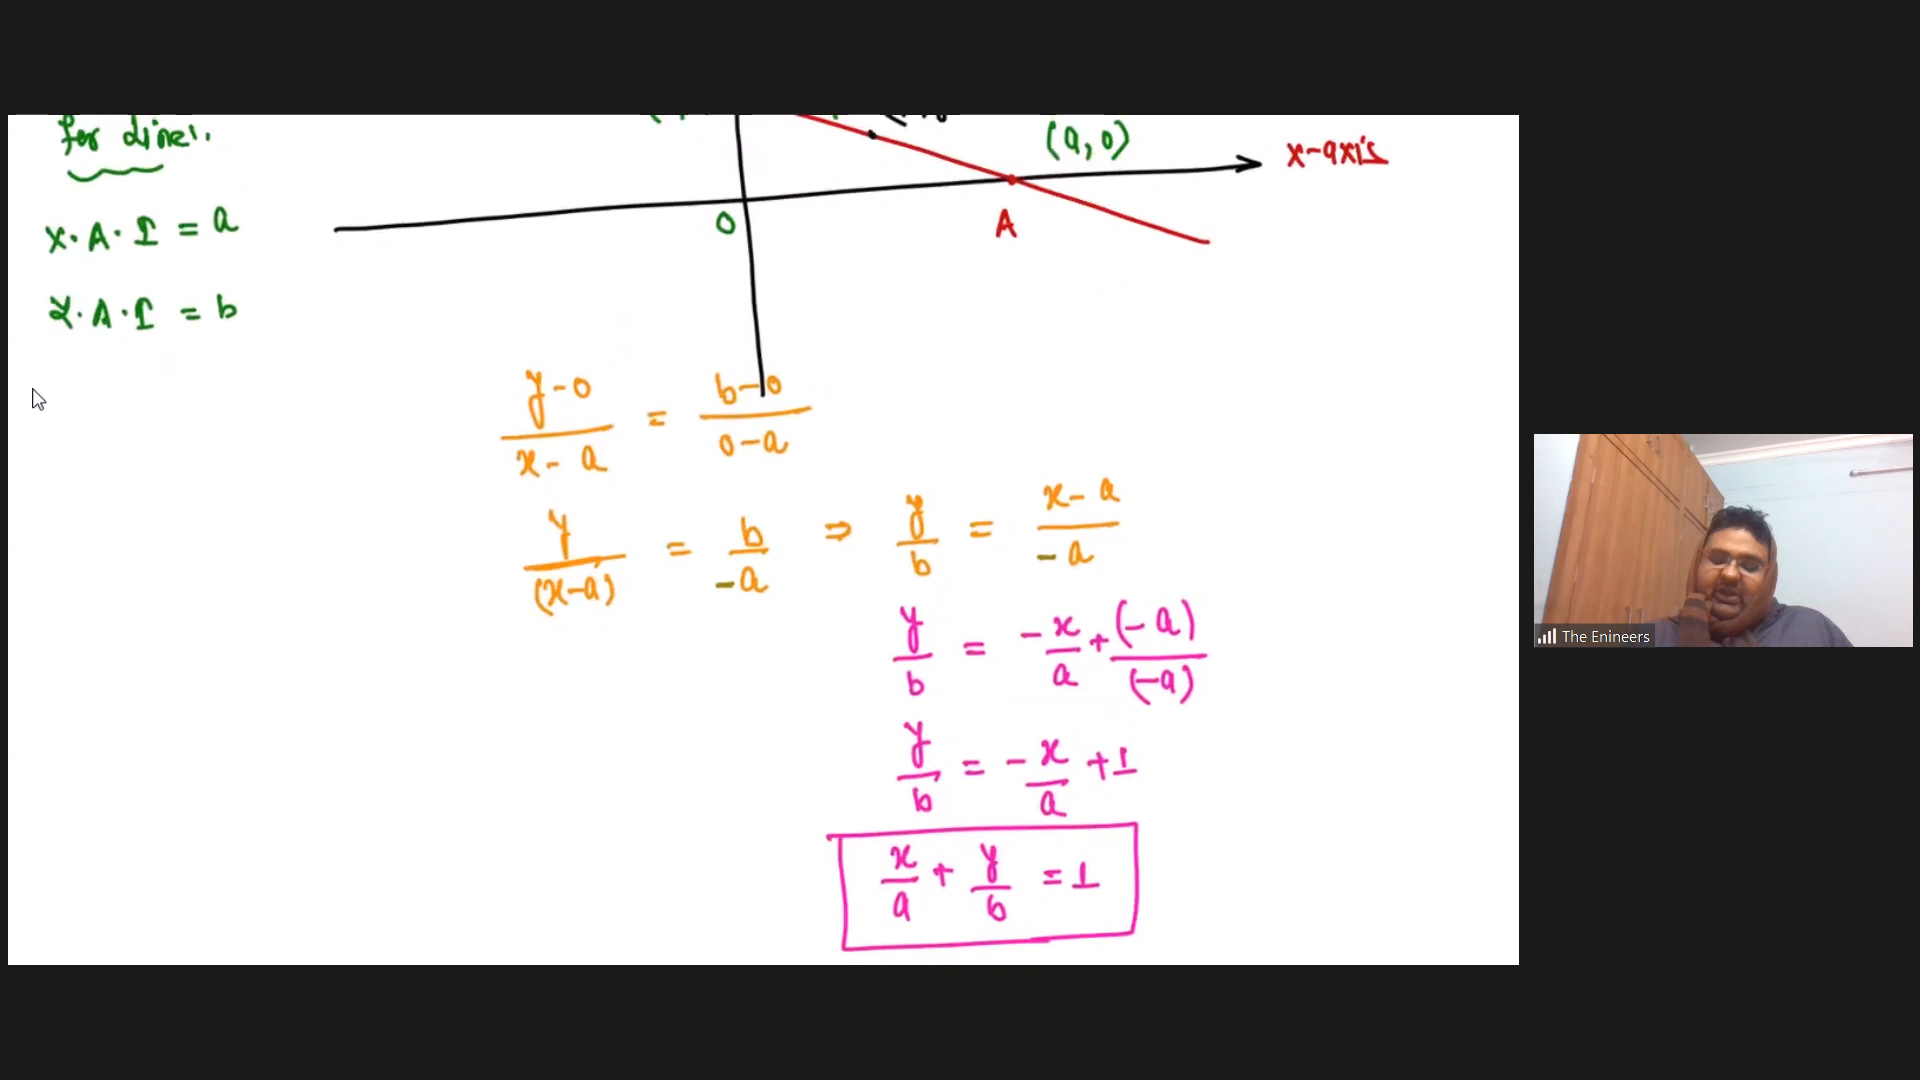 for Line:
(a, 0)
x-axis
X.A.I = a
O
A
Y.A.I = b
y-0/x-a = b-0/0-a
y/(x-a) = b/-a ⇒ y/b = x-a/-a
y/b = -x/a + (-a)/(-a)
y/b = -x/a + 1
x/a + y/b = 1
The Enineers